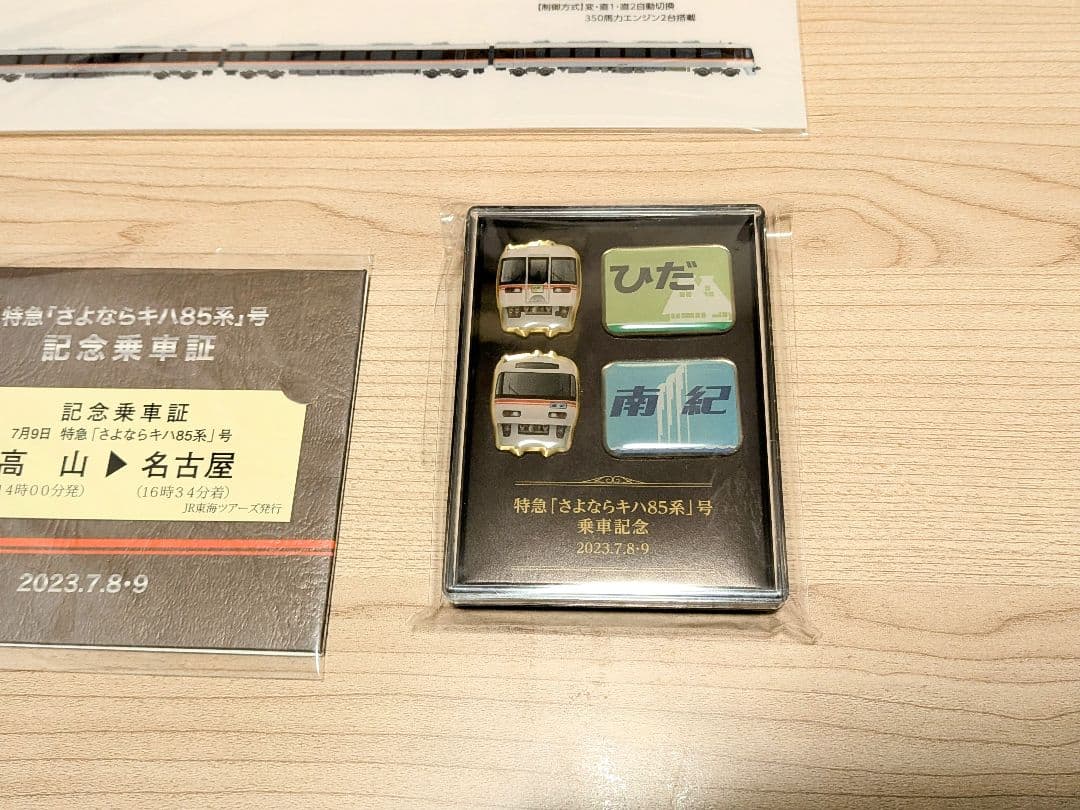 【制御方式】変・直1・直2自動切換
350馬力エンジン2台搭載
特急「さよならキハ85系」号
記念乗車証
記念乗車証
7月9日 特急「さよならキハ85系」号
高山▶名古屋
14時00分発） （16時34分着）
JR東海ツアーズ発行
2023.7.8・9
ひだ
南紀
特急「さよならキハ85系」号
乗車記念
2023.7.8・9